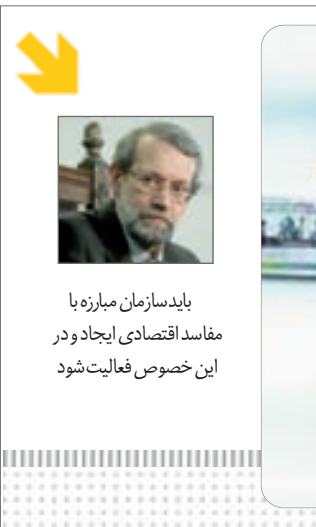 بایدسازمان مبارزه با
مفاسد اقتصادی ایجاد و در
این خصوص فعالیت شود